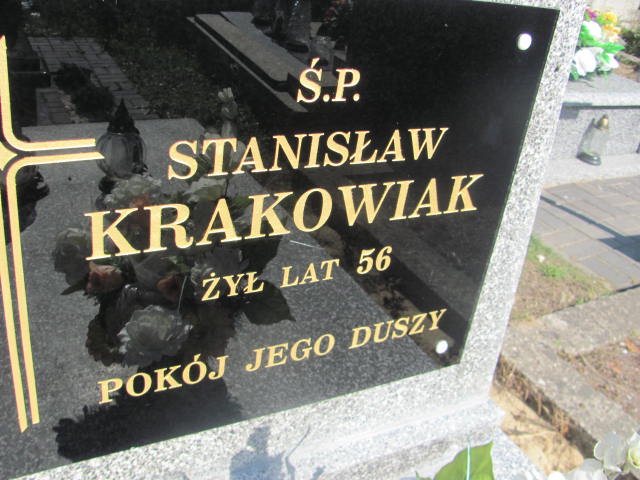 Ś.P.
STANISŁAW
KRAKOWIAK
ŻYŁ LAT 56
POKÓJ JEGO DUSZY